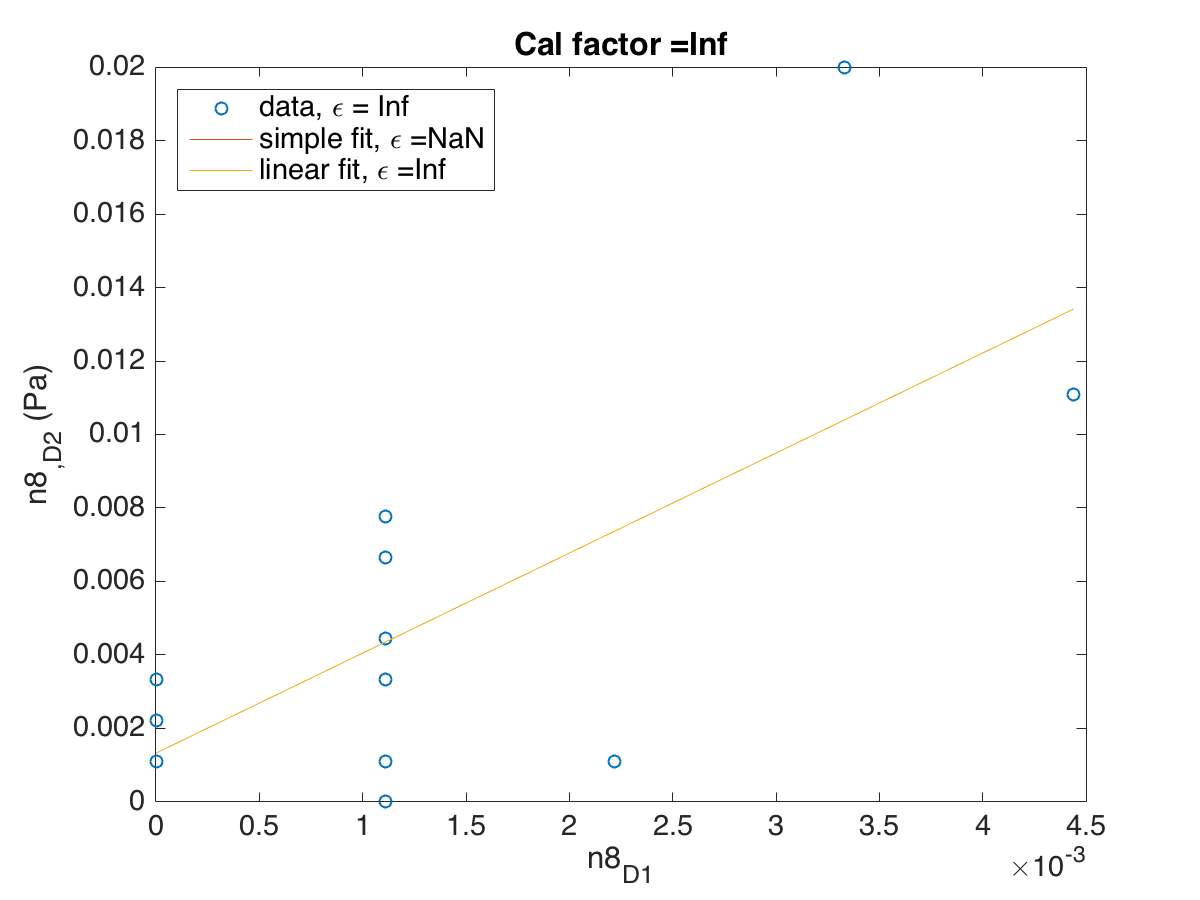 Cal factor =Inf
data, ϵ = Inf
simple fit, ϵ =NaN
linear fit, ϵ =Inf
0.02
0.018
0.016
0.014
0.012
0.01
0.008
0.006
0.004
0.002
0
n8,D2 (Pa)
0 0.5 1 1.5 2 2.5 3 3.5 4 4.5
n8D1
×10-3